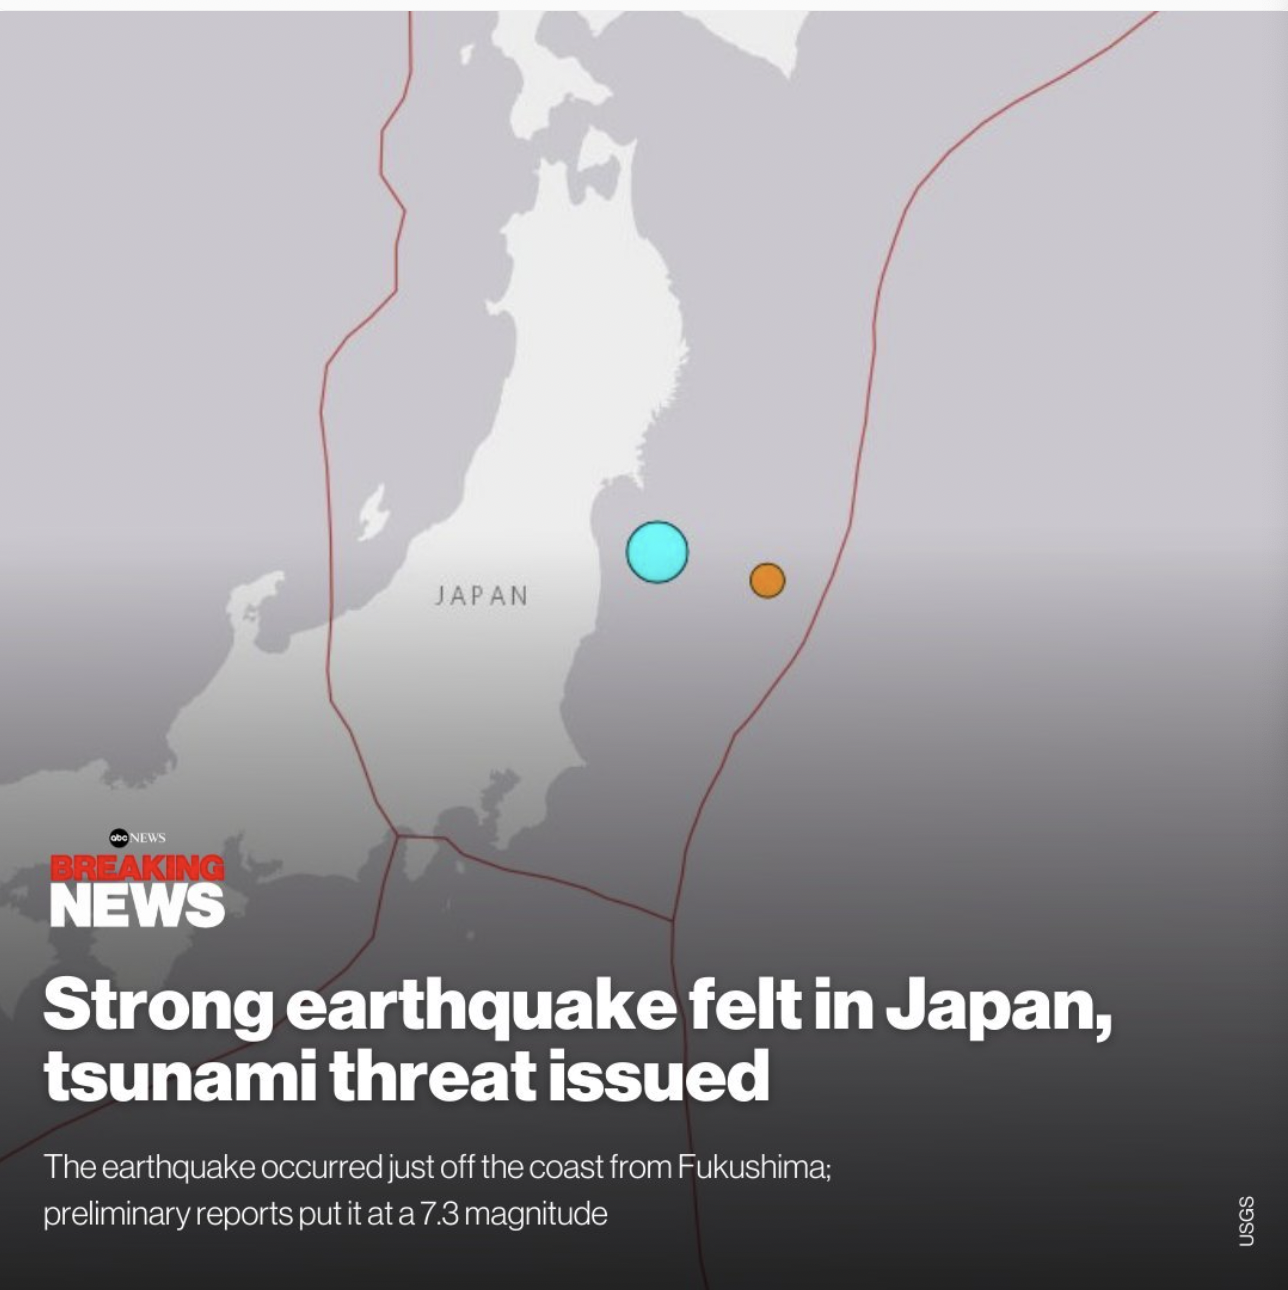 JAPAN
abc NEWS
BREAKING
NEWS
Strong earthquake felt in Japan,
tsunami threat issued
The earthquake occurred just off the coast from Fukushima;
preliminary reports put it at a 7.3 magnitude
USGS